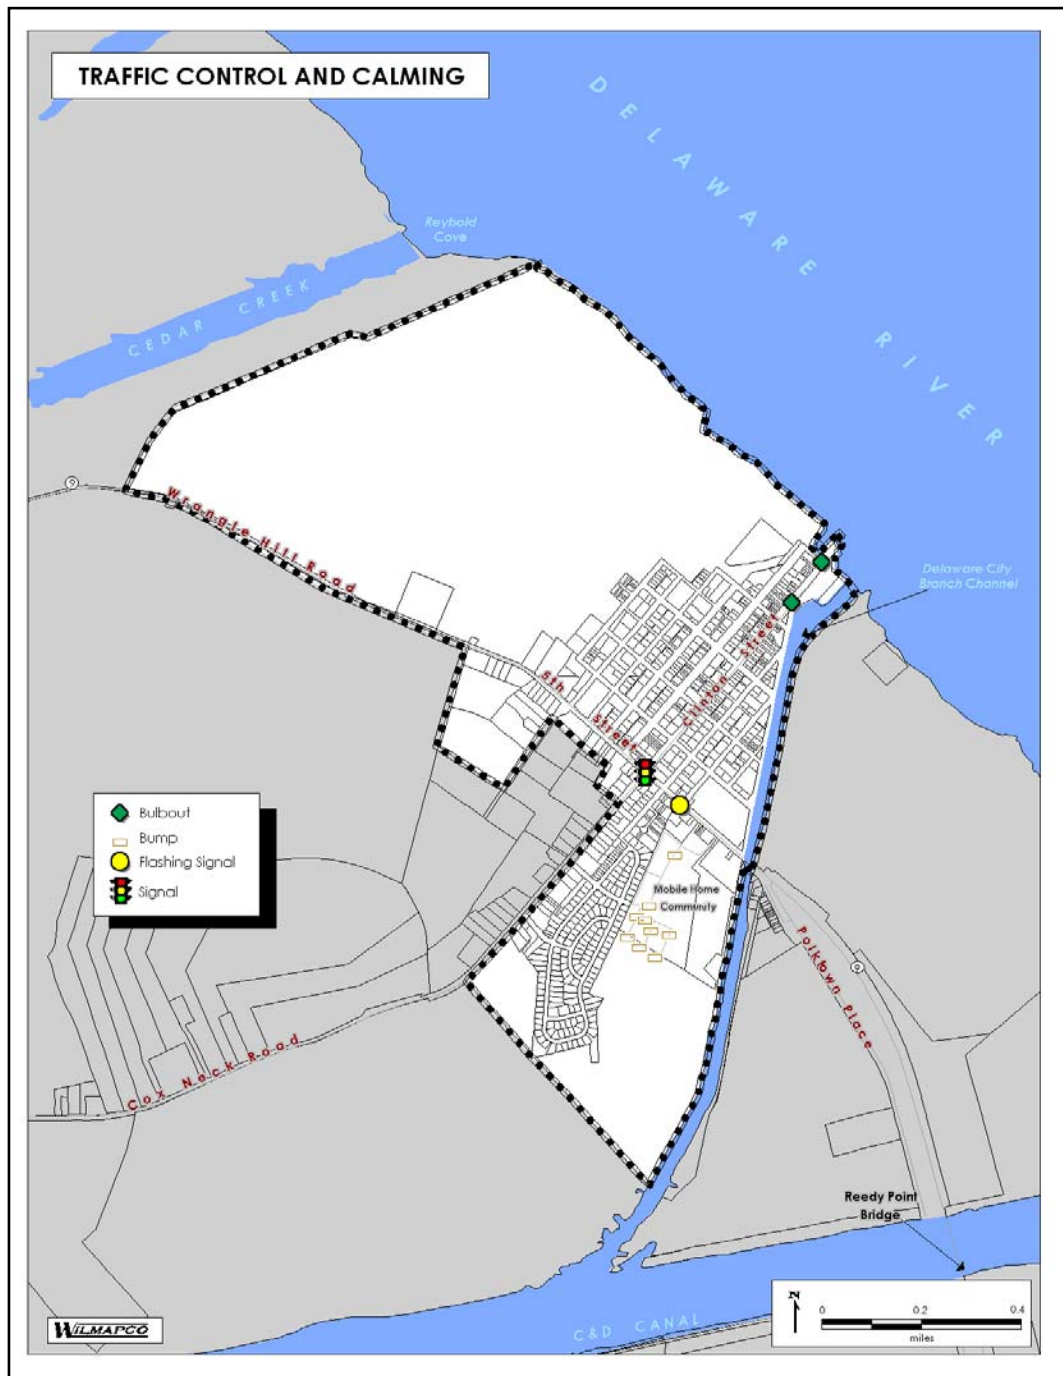 TRAFFIC CONTROL AND CALMING
DELAWARE
RIVER
Reybold
Cove
CEDAR CREEK
9
Wrangle Hill Road
Delaware City
Branch Channel
5th
Street
Clinton Street
Bulbout
Bump
Flashing Signal
Signal
Mobile Home
Community
Polktown Place
9
Cox Neck Road
Reedy Point
Bridge
N
0 0.2 0.4
miles
WILMAPCO
C&D CANAL